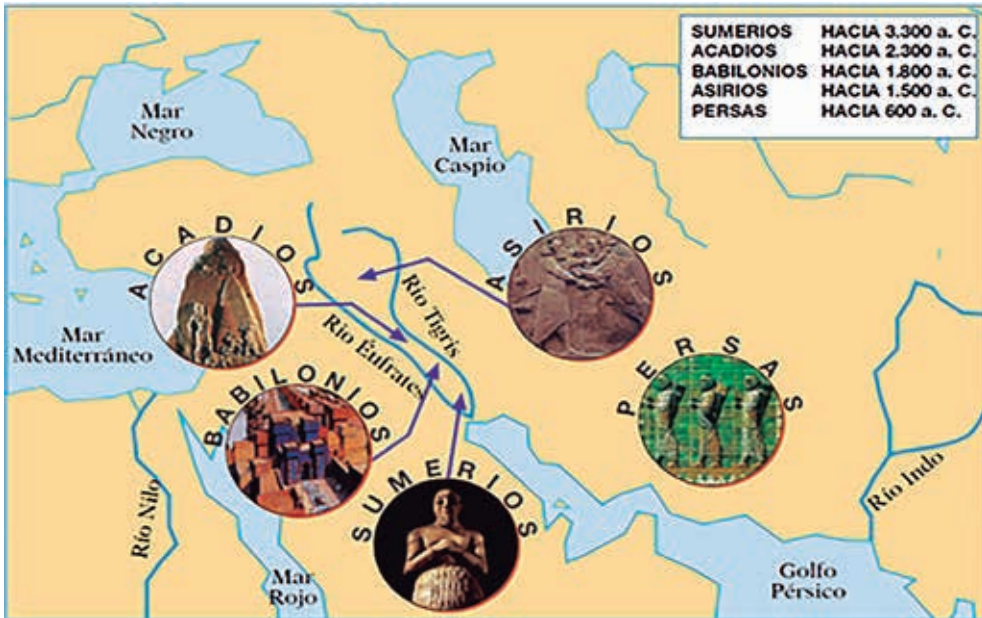 SUMERIOS HACIA 3.300 a. C.
ACADIOS HACIA 2.300 a. C.
BABILONIOS HACIA 1.800 a. C.
ASIRIOS HACIA 1.500 a. C.
PERSAS HACIA 600 a. C.
Mar
Negro
Mar
Caspio
ACADIOS
ASIRIOS
Río Tigris
Mar
Mediterráneo
Río Éufrates
PERSAS
BABILONIOS
SUMERIOS
Río Indo
Río Nilo
Mar
Rojo
Golfo
Pérsico